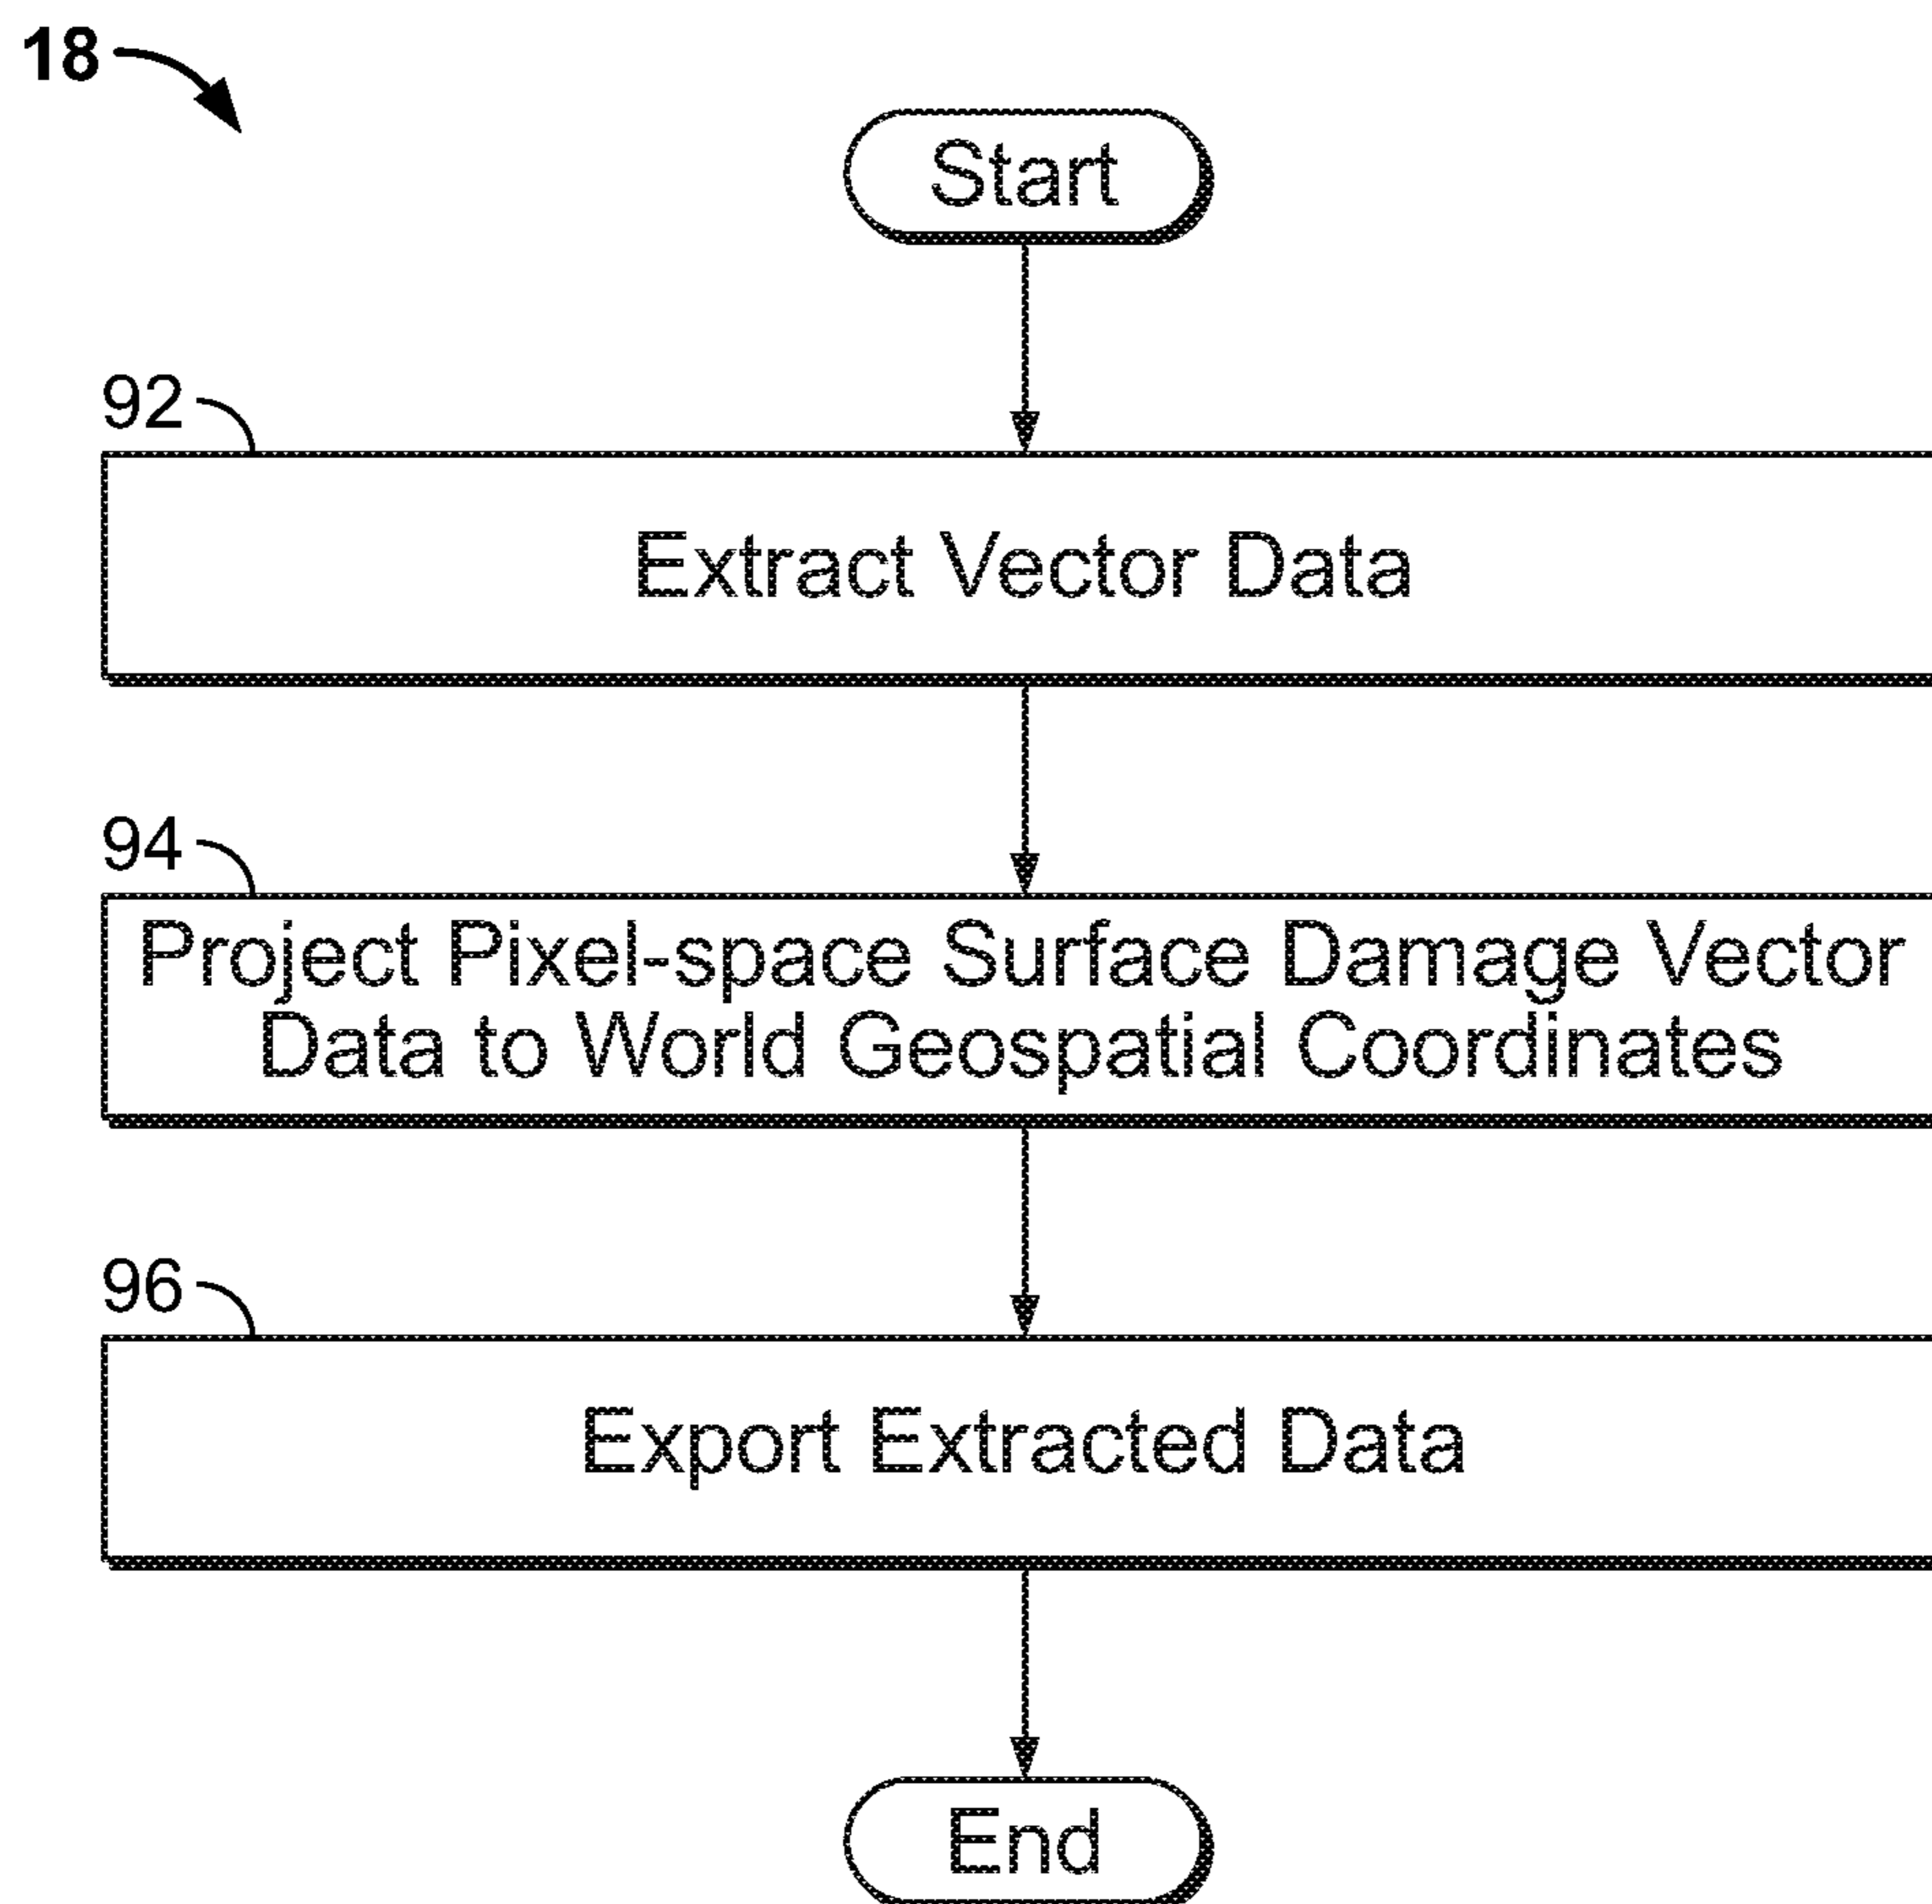 18
Start
92
Extract Vector Data
94
Project Pixel-space Surface Damage Vector
Data to World Geospatial Coordinates
96
Export Extracted Data
End